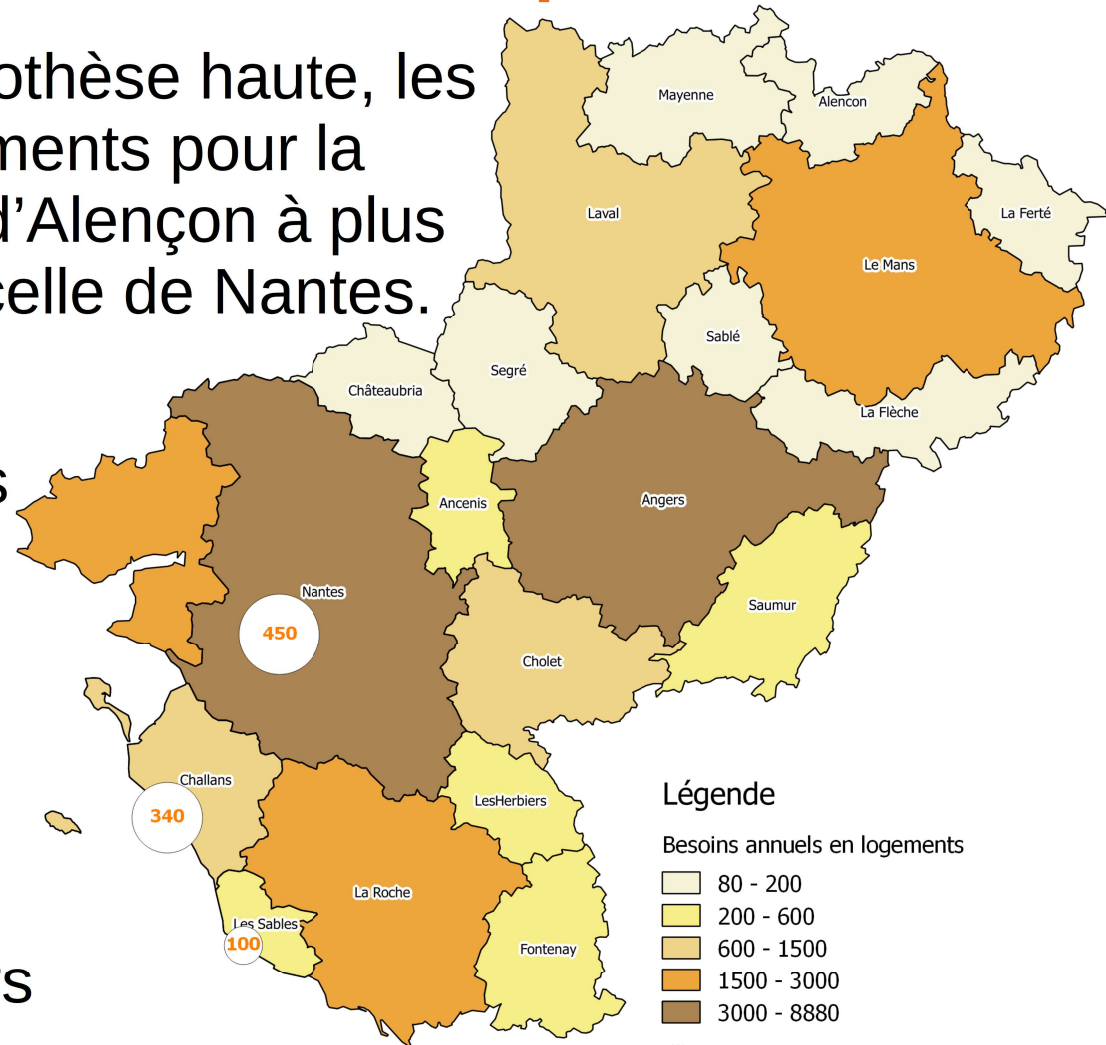 othèse haute, les
ments pour la
d’Alençon à plus
celle de Nantes.
s
rs
Mayenne
Alencon
Laval
La Ferté
Le Mans
Sablé
Segré
Châteaubria
La Flèche
Ancenis
Angers
Nantes
Saumur
450
Cholet
Challans
LesHerbiers
340
La Roche
Les Sables
100
Fontenay
Légende
Besoins annuels en logements
80 - 200
200 - 600
600 - 1500
1500 - 3000
3000 - 8880